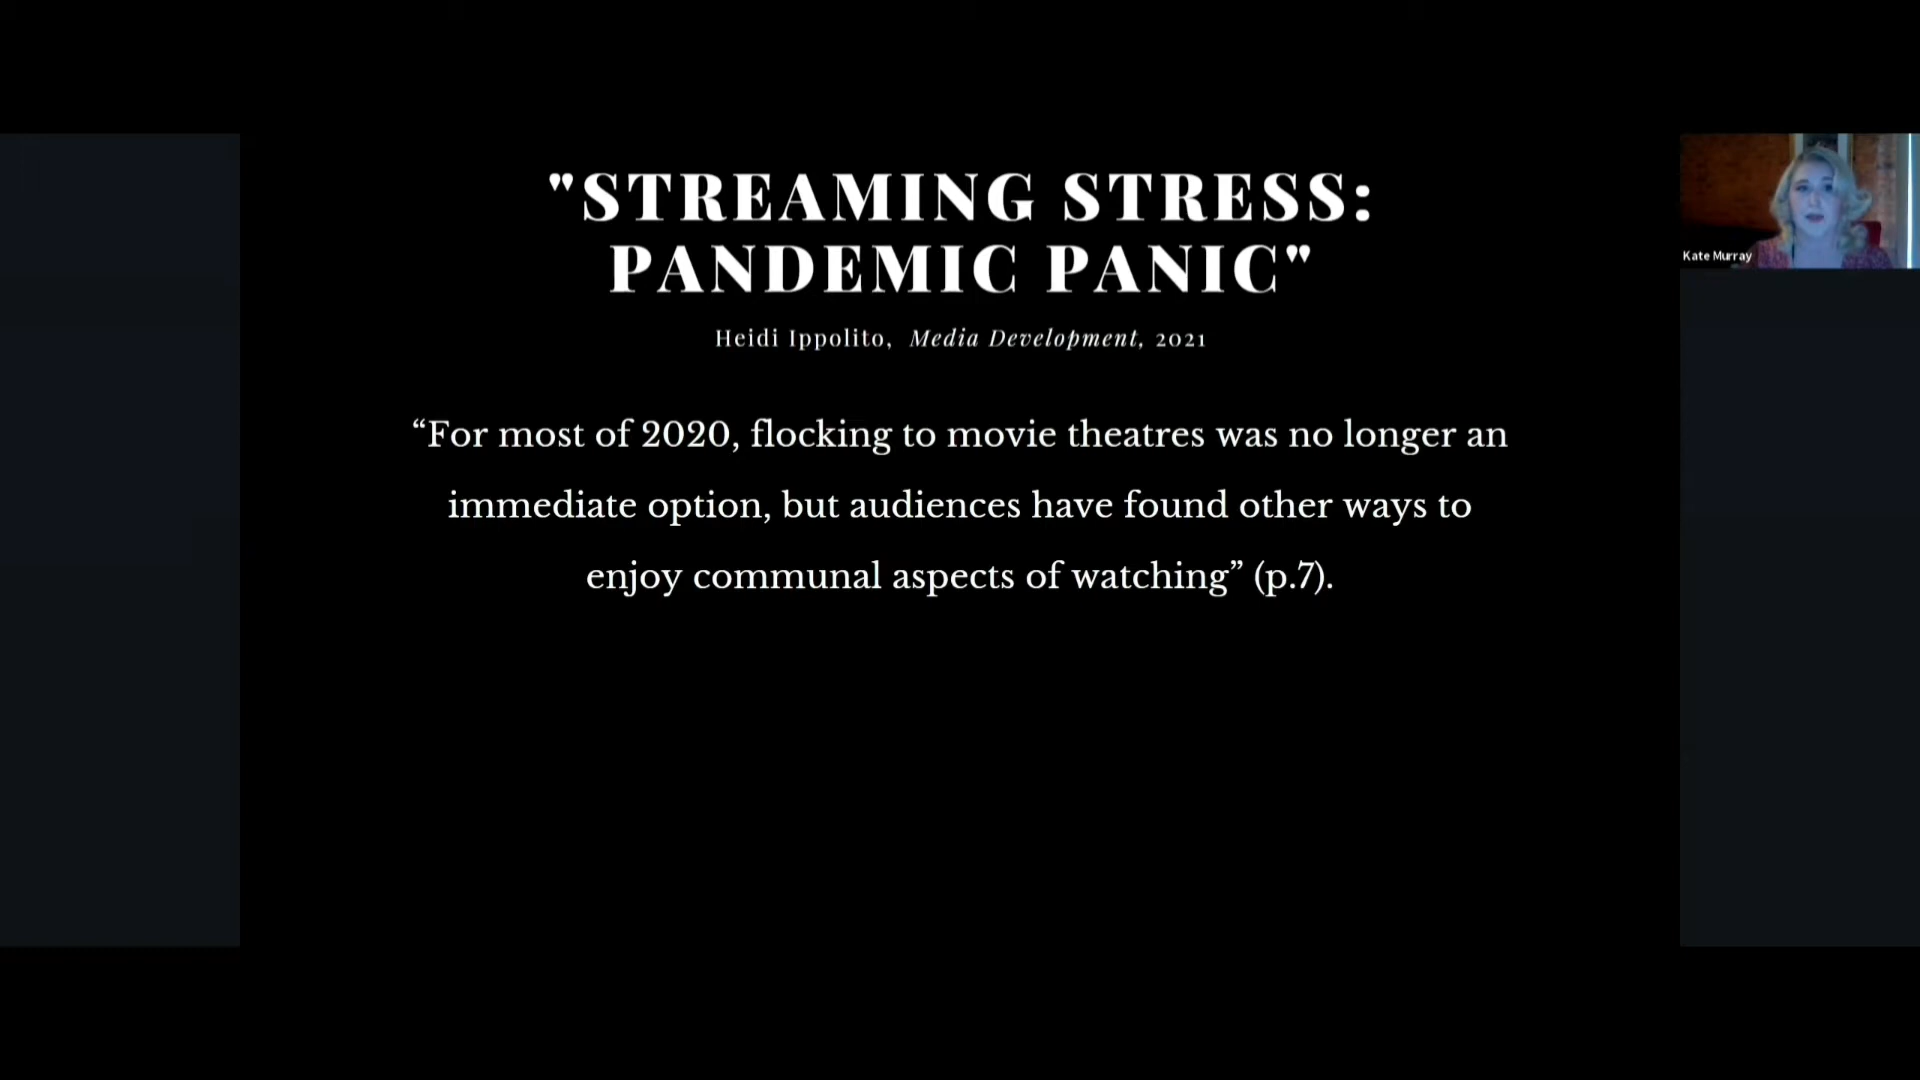 "STREAMING STRESS:
PANDEMIC PANIC"
Heidi Ippolito, Media Development, 2021
“For most of 2020, flocking to movie theatres was no longer an
immediate option, but audiences have found other ways to
enjoy communal aspects of watching” (p.7).
Kate Murray